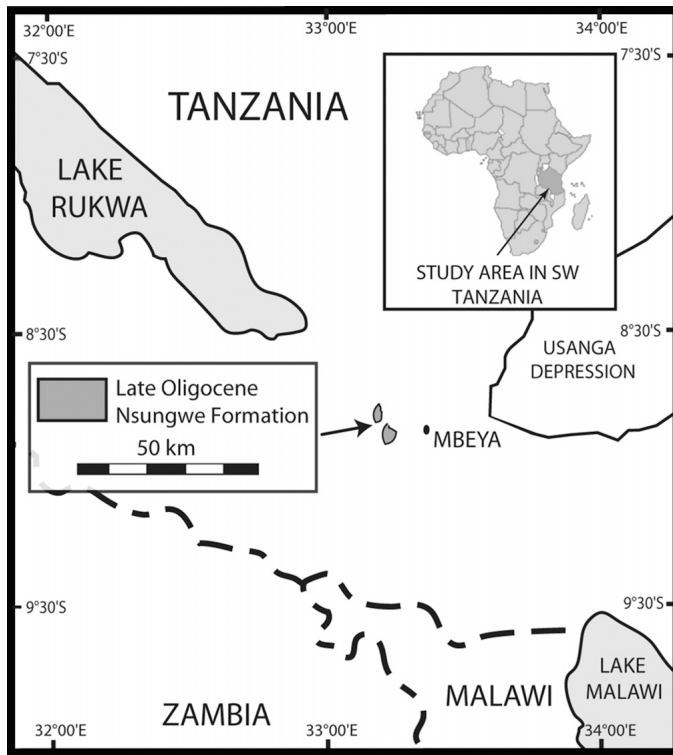 32°00'E
33°00'E
34°00'E
7°30'S
7°30'S
TANZANIA
LAKE
RUKWA
STUDY AREA IN SW
TANZANIA
8°30'S
8°30'S
USANGA
DEPRESSION
Late Oligocene
Nsungwe Formation
50 km
MBEYA
9°30'S
9°30'S
LAKE
MALAWI
MALAWI
ZAMBIA
32°00'E
33°00'E
34°00'E